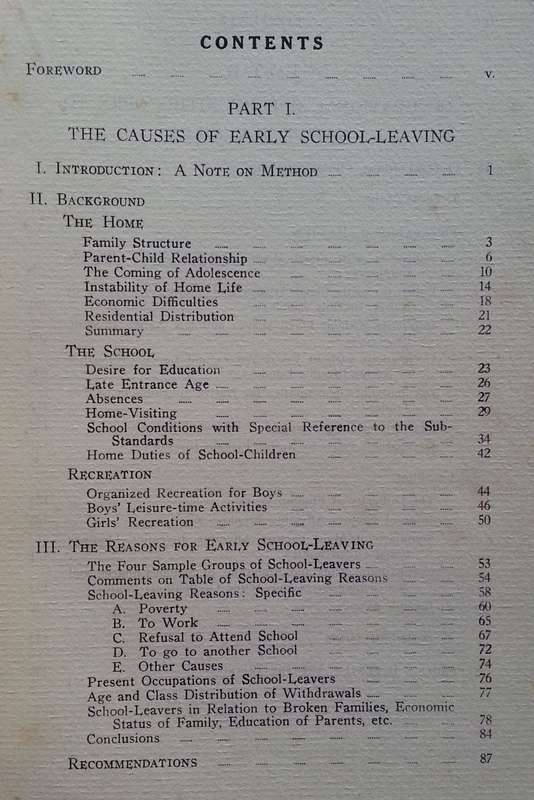 CONTENTS
FOREWORD ...... v.
PART I.
THE CAUSES OF EARLY SCHOOL-LEAVING
I. INTRODUCTION: A NOTE ON METHOD ...... 1
II. BACKGROUND
THE HOME
Family Structure ...... 3
Parent-Child Relationship ...... 6
The Coming of Adolescence ...... 10
Instability of Home Life ...... 14
Economic Difficulties ...... 18
Residential Distribution ...... 21
Summary ...... 22
THE SCHOOL
Desire for Education ...... 23
Late Entrance Age ...... 26
Absences ...... 27
Home-Visiting ...... 29
School Conditions with Special Reference to the Sub-
Standards ...... 34
Home Duties of School-Children ...... 42
RECREATION
Organized Recreation for Boys ...... 44
Boys' Leisure-time Activities ...... 46
Girls' Recreation ...... 50
III. THE REASONS FOR EARLY SCHOOL-LEAVING
The Four Sample Groups of School-Leavers ...... 53
Comments on Table of School-Leaving Reasons ...... 54
School-Leaving Reasons: Specific ...... 58
A. Poverty ...... 60
B. To Work ...... 65
C. Refusal to Attend School ...... 67
D. To go to another School ...... 72
E. Other Causes ...... 74
Present Occupations of School-Leavers ...... 76
Age and Class Distribution of Withdrawals ...... 77
School-Leavers in Relation to Broken Families, Economic
Status of Family, Education of Parents, etc. ...... 78
Conclusions ...... 84
RECOMMENDATIONS ...... 87